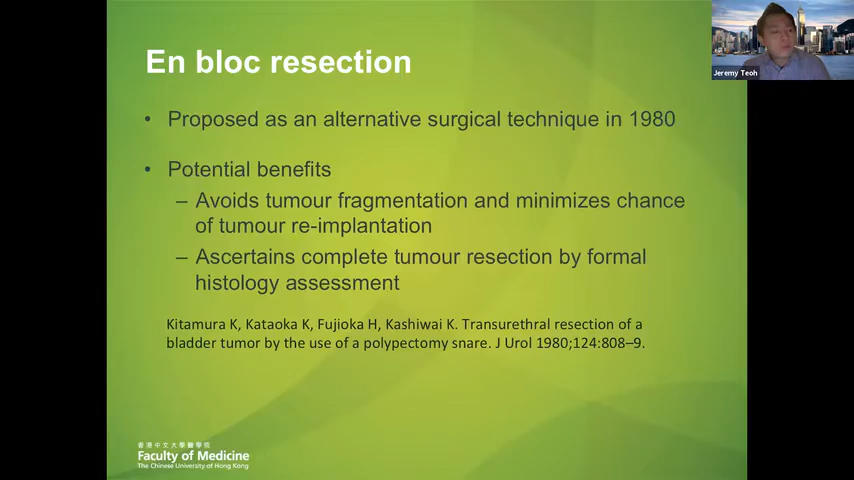 En bloc resection
• Proposed as an alternative surgical technique in 1980
• Potential benefits
– Avoids tumour fragmentation and minimizes chance
of tumour re-implantation
– Ascertains complete tumour resection by formal
histology assessment
Kitamura K, Kataoka K, Fujioka H, Kashiwai K. Transurethral resection of a
bladder tumor by the use of a polypectomy snare. J Urol 1980;124:808–9.
香港中文大學醫學院
Faculty of Medicine
The Chinese University of Hong Kong
Jeremy Teoh